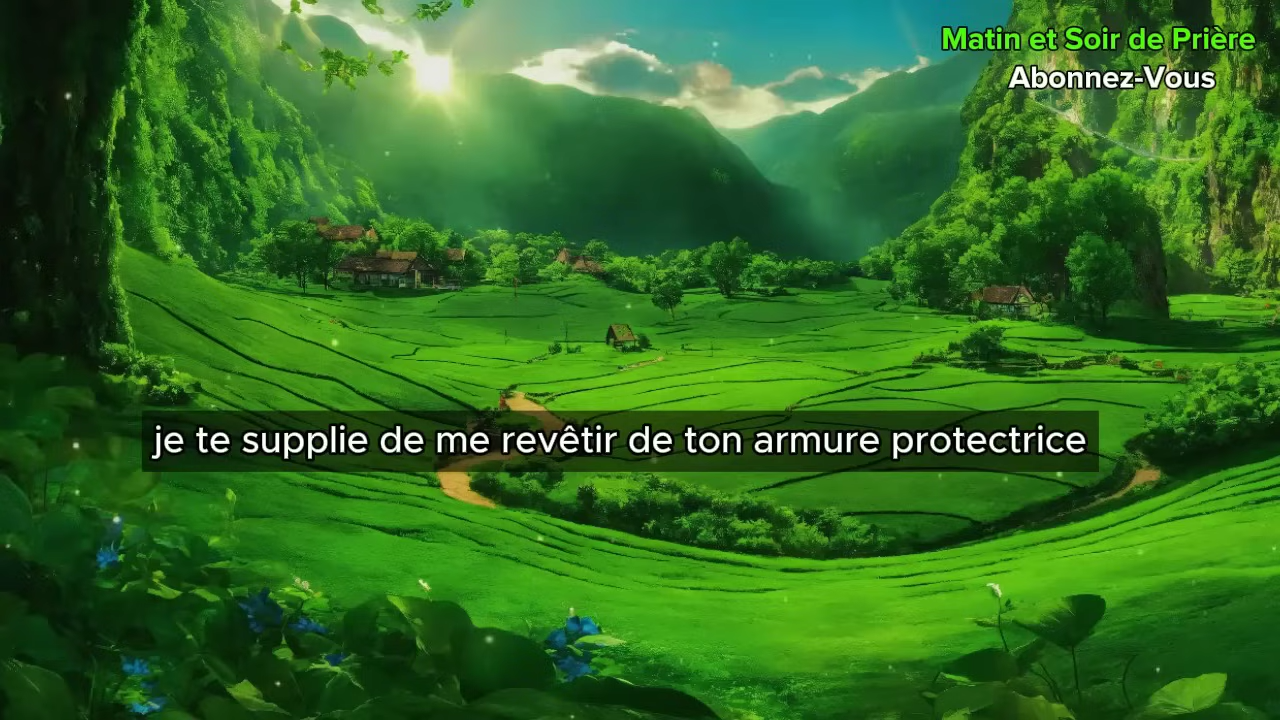 Matin et Soir de Prière
Abonnez-Vous
je te supplie de me revêtir de ton armure protectrice